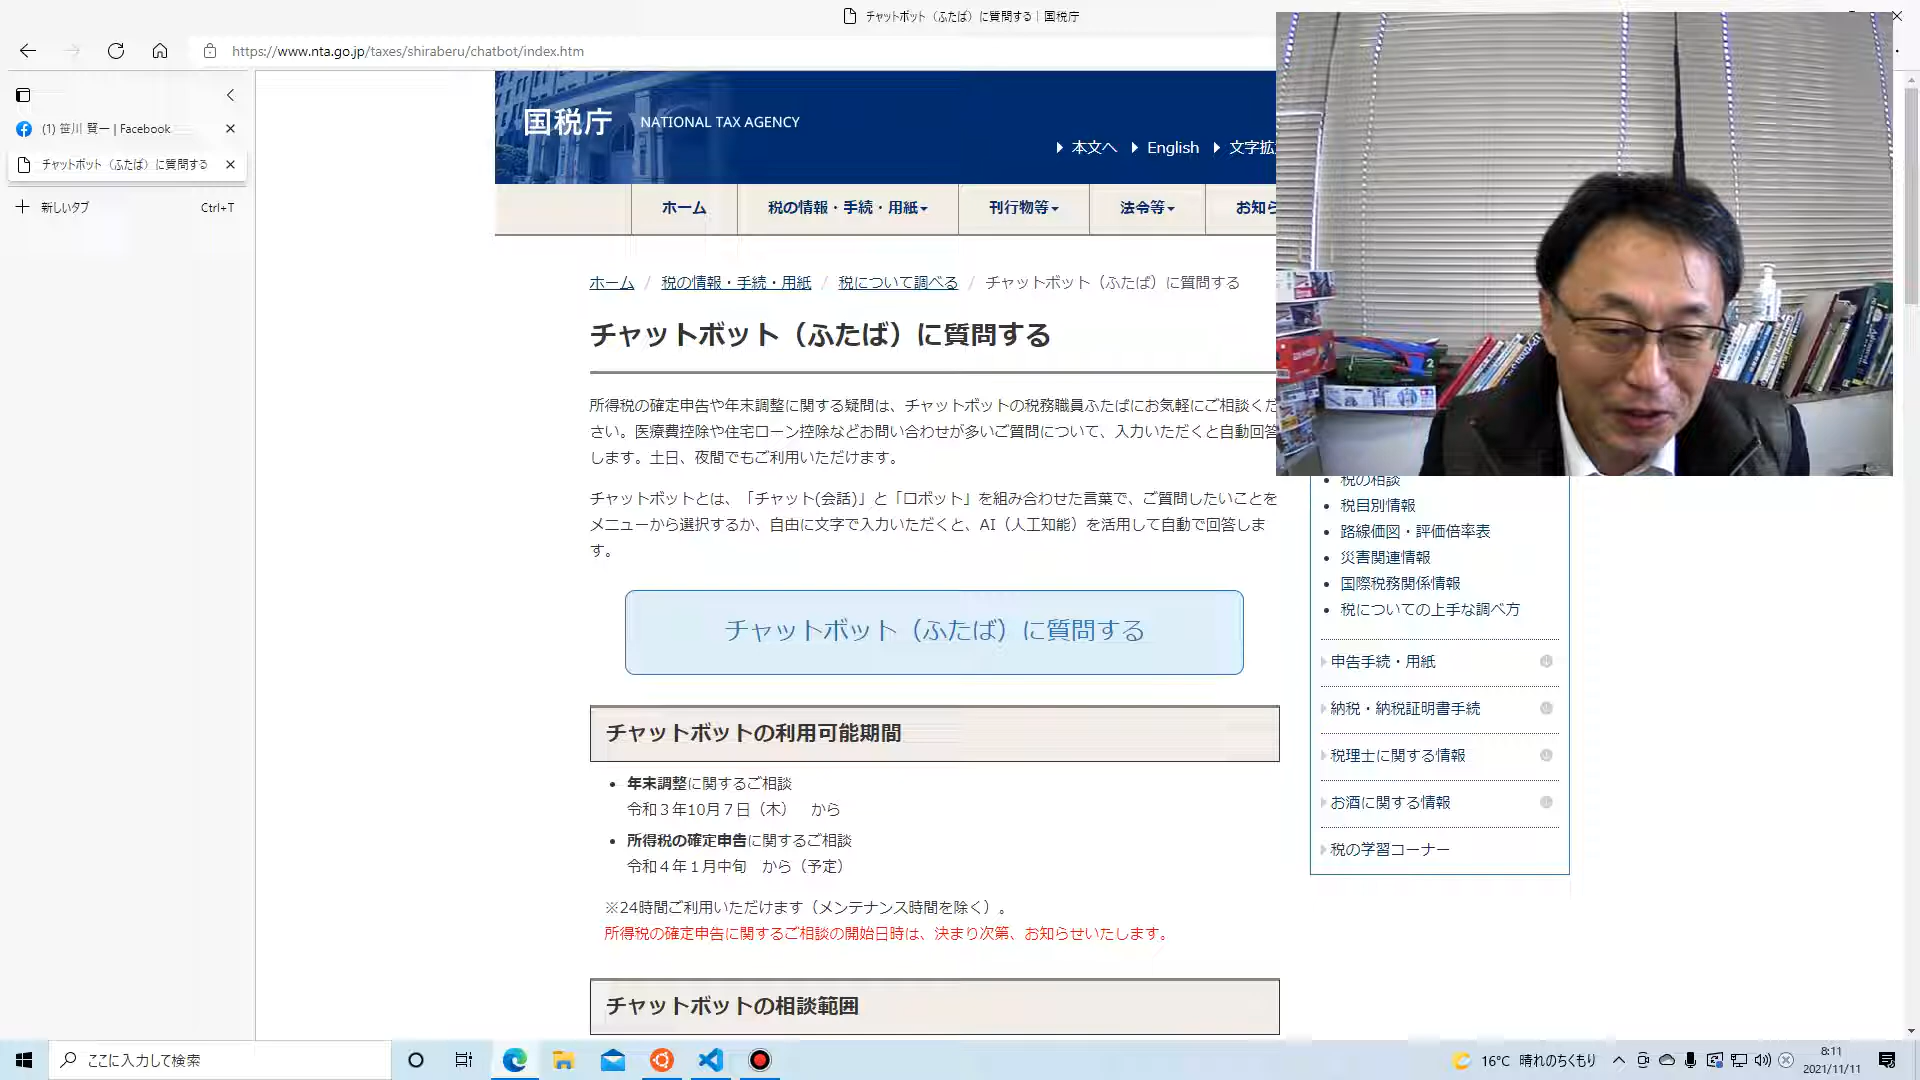 チャットボット（ふたば）に質問する｜国税庁
https://www.nta.go.jp/taxes/shiraberu/chatbot/index.htm
(1) 笹川 賢一 | Facebook
チャットボット（ふたば）に質問する
新しいタブ
Ctrl+T
国税庁
NATIONAL TAX AGENCY
本文へ
English
文字拡
ホーム
税の情報・手続・用紙
刊行物等
法令等
お知ら
ホーム / 税の情報・手続・用紙 / 税について調べる / チャットボット（ふたば）に質問する
チャットボット（ふたば）に質問する
所得税の確定申告や年末調整に関する疑問は、チャットボットの税務職員ふたばにお気軽にご相談くだ
さい。医療費控除や住宅ローン控除などお問い合わせが多いご質問について、入力いただくと自動回答
します。土日、夜間でもご利用いただけます。
チャットボットとは、「チャット(会話)」と「ロボット」を組み合わせた言葉で、ご質問したいことを
メニューから選択するか、自由に文字で入力いただくと、AI（人工知能）を活用して自動で回答しま
す。
チャットボット（ふたば）に質問する
チャットボットの利用可能期間
年末調整に関するご相談
令和３年10月７日（木）　から
所得税の確定申告に関するご相談
令和４年１月中旬　から（予定）
※24時間ご利用いただけます（メンテナンス時間を除く）。
所得税の確定申告に関するご相談の開始日時は、決まり次第、お知らせいたします。
チャットボットの相談範囲
税の相談
税目別情報
路線価図・評価倍率表
災害関連情報
国際税務関係情報
税についての上手な調べ方
申告手続・用紙
納税・納税証明書手続
税理士に関する情報
お酒に関する情報
税の学習コーナー
ここに入力して検索
16°C 晴れのちくもり
8:11
2021/11/11